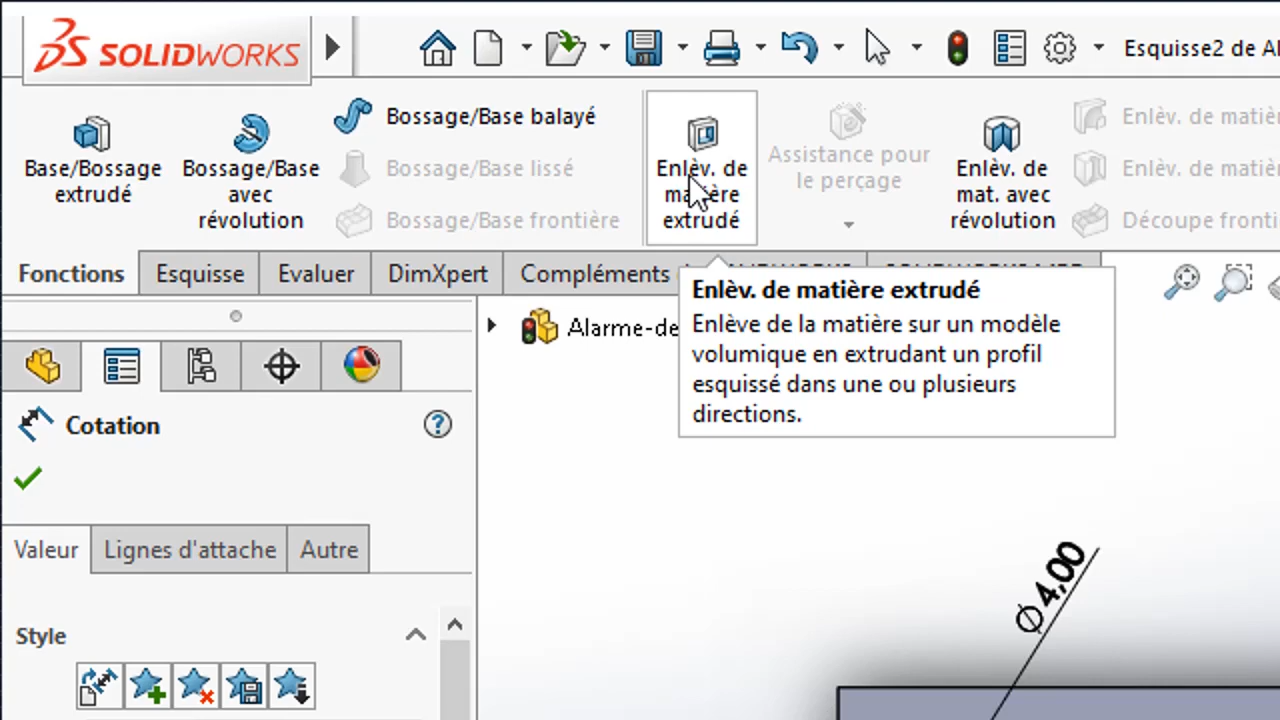 SOLIDWORKS
Esquisse2 de Al
Base/Bossage
extrudé
Bossage/Base
avec
révolution
Bossage/Base balayé
Bossage/Base lissé
Bossage/Base frontière
Enlèv. de
matière
extrudé
Assistance pour
le perçage
Enlèv. de
mat. avec
révolution
Enlèv. de matièr
Enlèv. de matièr
Découpe fronti
Fonctions
Esquisse
Evaluer
DimXpert
Compléments
Enlèv. de matière extrudé
Enlève de la matière sur un modèle
volumique en extrudant un profil
esquissé dans une ou plusieurs
directions.
Alarme-de
Cotation
Valeur
Lignes d'attache
Autre
Style
Ø 4,00